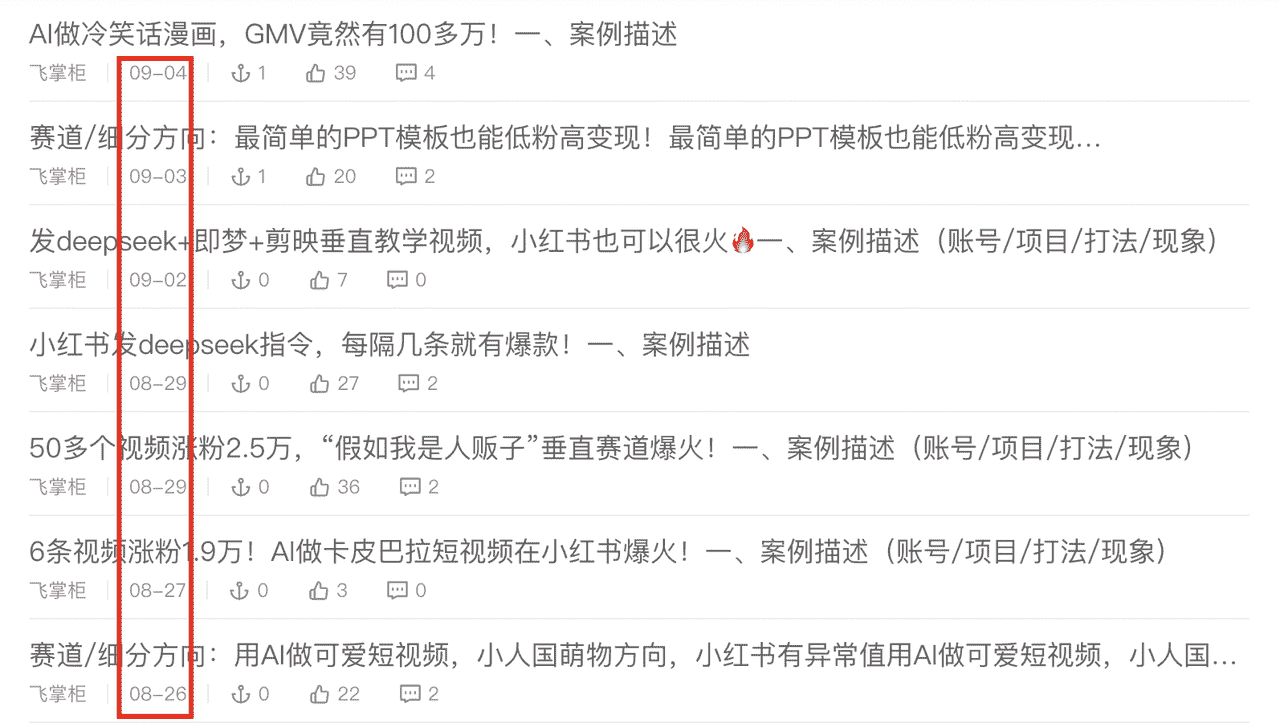 AI做冷笑话漫画，GMV竟然有100多万！一、案例描述
飞掌柜 09-04 1 39 4
赛道/细分方向：最简单的PPT模板也能低粉高变现！最简单的PPT模板也能低粉高变现...
飞掌柜 09-03 1 20 2
发deepseek+即梦+剪映垂直教学视频，小红书也可以很火🔥一、案例描述（账号/项目/打法/现象）
飞掌柜 09-02 0 7 0
小红书发deepseek指令，每隔几条就有爆款！一、案例描述
飞掌柜 08-29 0 27 2
50多个视频涨粉2.5万，“假如我是人贩子”垂直赛道爆火！一、案例描述（账号/项目/打法/现象）
飞掌柜 08-29 0 36 2
6条视频涨粉1.9万！AI做卡皮巴拉短视频在小红书爆火！一、案例描述（账号/项目/打法/现象）
飞掌柜 08-27 0 3 0
赛道/细分方向：用AI做可爱短视频，小人国萌物方向，小红书有异常值用AI做可爱短视频，小人国...
飞掌柜 08-26 0 22 2